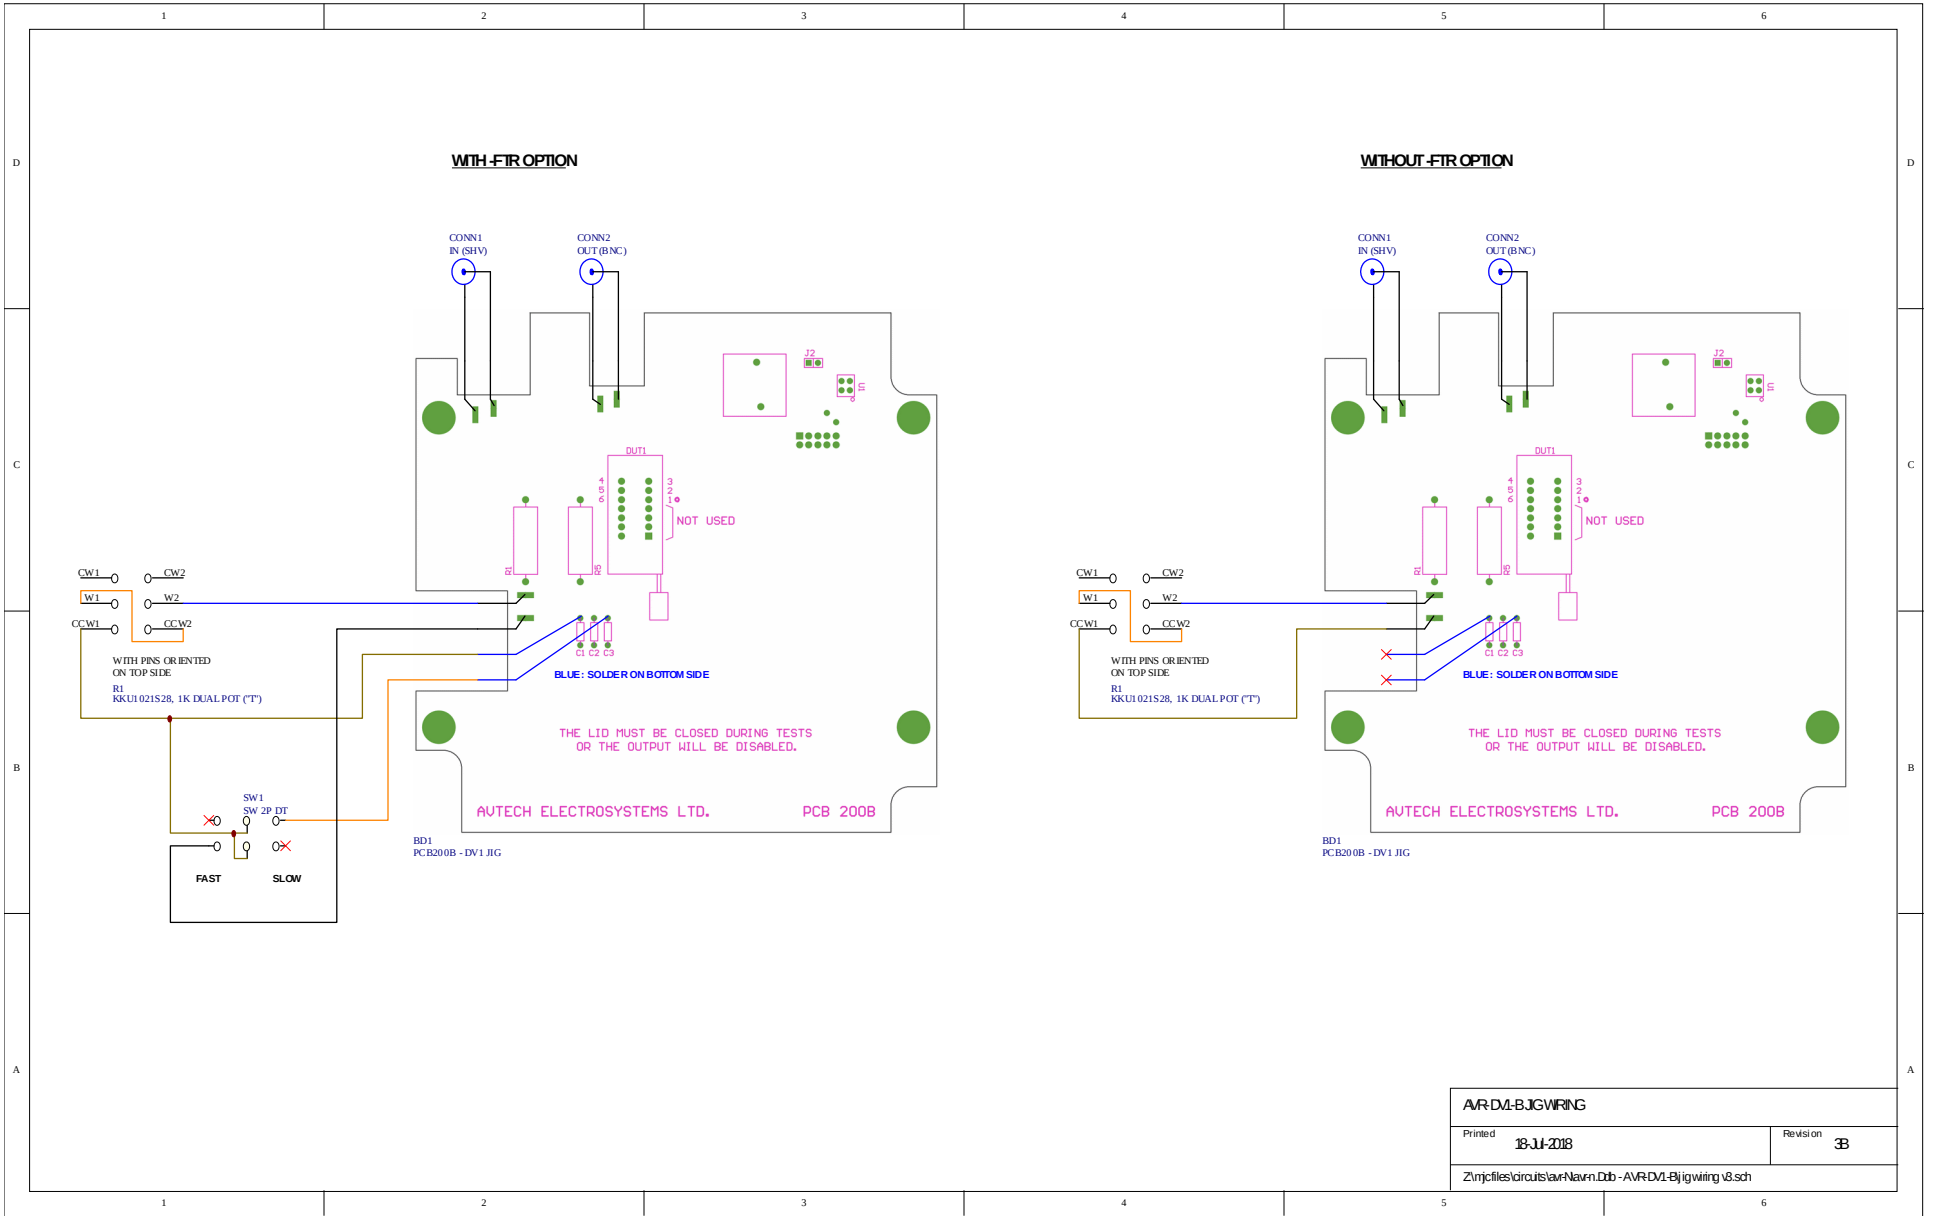 1 2 3 4 5 6
D D
WITH -FTR OPTION
WITHOUT -FTR OPTION
CONN1
IN (SHV)
CONN2
OUT (BNC)
CONN1
IN (SHV)
CONN2
OUT (BNC)
J2
U1
J2
U1
C C
DUT1
4 3
5 2
6 1
NOT USED
R1
R5
DUT1
4 3
5 2
6 1
NOT USED
R1
R5
CW1 CW2
W1 W2
CCW1 CCW2
WITH PINS ORIENTED
ON TOP SIDE
R1
KKU1021S28, 1K DUAL POT ("T")
C1 C2 C3
BLUE: SOLDER ON BOTTOM SIDE
CW1 CW2
W1 W2
CCW1 CCW2
WITH PINS ORIENTED
ON TOP SIDE
R1
KKU1021S28, 1K DUAL POT ("T")
C1 C2 C3
BLUE: SOLDER ON BOTTOM SIDE
THE LID MUST BE CLOSED DURING TESTS
OR THE OUTPUT WILL BE DISABLED.
THE LID MUST BE CLOSED DURING TESTS
OR THE OUTPUT WILL BE DISABLED.
B B
SW1
SW 2P DT
FAST SLOW
AVTECH ELECTROSYSTEMS LTD. PCB 200B
BD1
PCB200B - DV1 JIG
AVTECH ELECTROSYSTEMS LTD. PCB 200B
BD1
PCB200B - DV1 JIG
A A
AVR-DV1-B JIG WIRING
Printed 18-Jul-2018 Revision 3B
Z:\mjcfiles\circuits\avr-N\avr-n.Ddb - AVR-DV1-B\jig wiring v3.sch
1 2 3 4 5 6